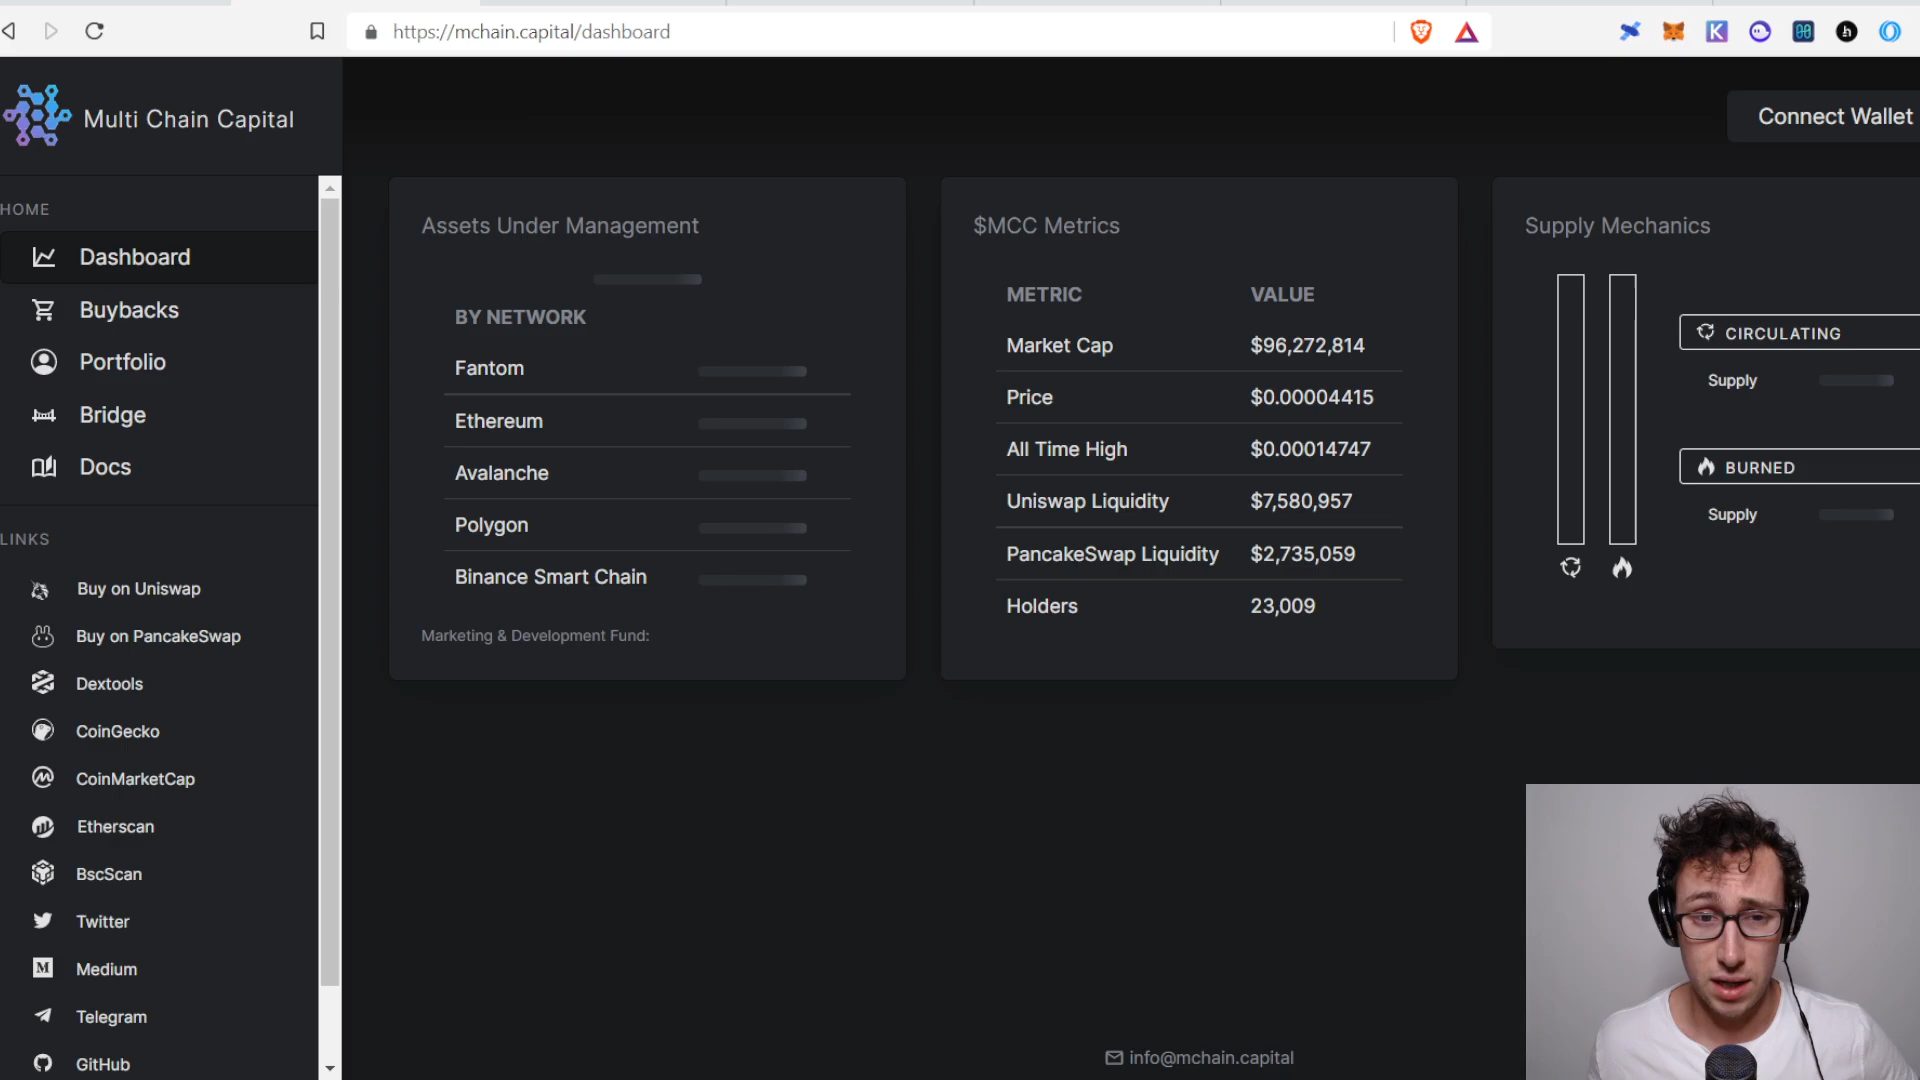 https://mchain.capital/dashboard
Multi Chain Capital
Connect Wallet
HOME
Dashboard
Buybacks
Portfolio
Bridge
Docs
LINKS
Buy on Uniswap
Buy on PancakeSwap
Dextools
CoinGecko
CoinMarketCap
Etherscan
BscScan
Twitter
Medium
Telegram
GitHub
Assets Under Management
BY NETWORK
Fantom
Ethereum
Avalanche
Polygon
Binance Smart Chain
Marketing & Development Fund:
$MCC Metrics
METRIC VALUE
Market Cap $96,272,814
Price $0.00004415
All Time High $0.00014747
Uniswap Liquidity $7,580,957
PancakeSwap Liquidity $2,735,059
Holders 23,009
Supply Mechanics
CIRCULATING
Supply
BURNED
Supply
info@mchain.capital